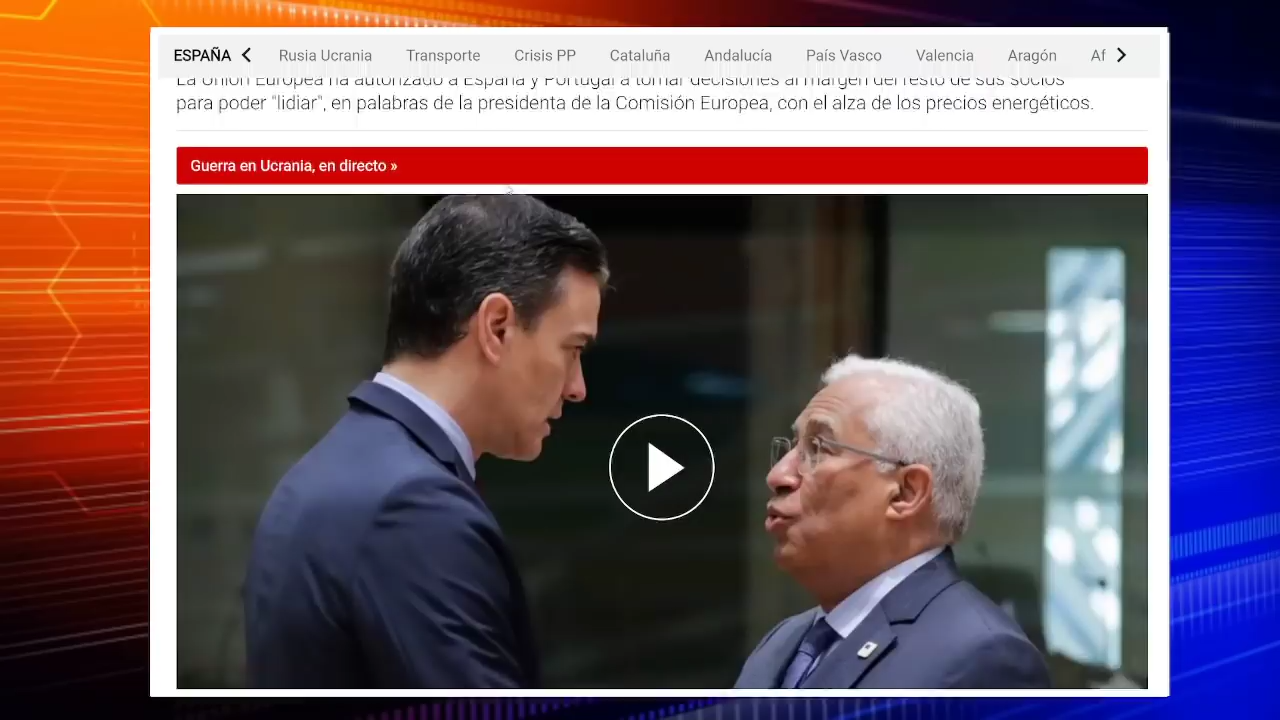 ESPAÑA Rusia Ucrania Transporte Crisis PP Cataluña Andalucía País Vasco Valencia Aragón Af
La Unión Europea ha autorizado a España y Portugal a tomar decisiones al margen del resto de sus socios
para poder "lidiar", en palabras de la presidenta de la Comisión Europea, con el alza de los precios energéticos.
Guerra en Ucrania, en directo »